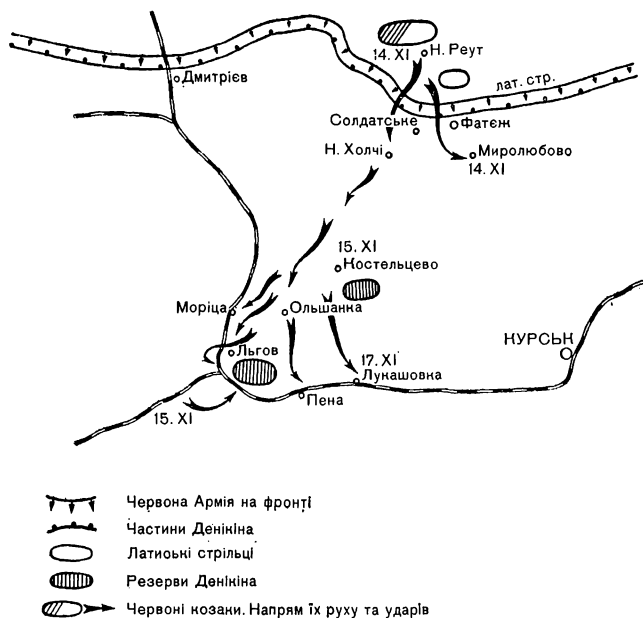 14. XI
Н. Реут
Дмитрієв
лат. стр.
Солдатське
Фатєж
Н. Холчі
Миролюбово
14. XI
15. XI
Костельцево
Моріца
Ольшанка
КУРСЬК
Льгов
17. XI
Лукашовка
Пена
15. XI
Червона Армія на фронті
Частини Денікіна
Латиські стрільці
Резерви Денікіна
Червоні козаки. Напрям їх руху та ударів